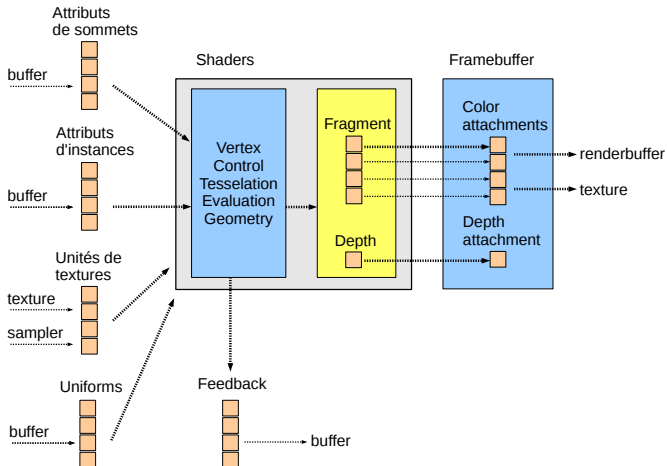 Attributs
de sommets
buffer
Shaders
Framebuffer
Attributs
d'instances
buffer
Vertex
Control
Tesselation
Evaluation
Geometry
Fragment
Color
attachments
renderbuffer
texture
Unités de
textures
texture
sampler
Depth
Depth
attachment
Uniforms
buffer
Feedback
buffer